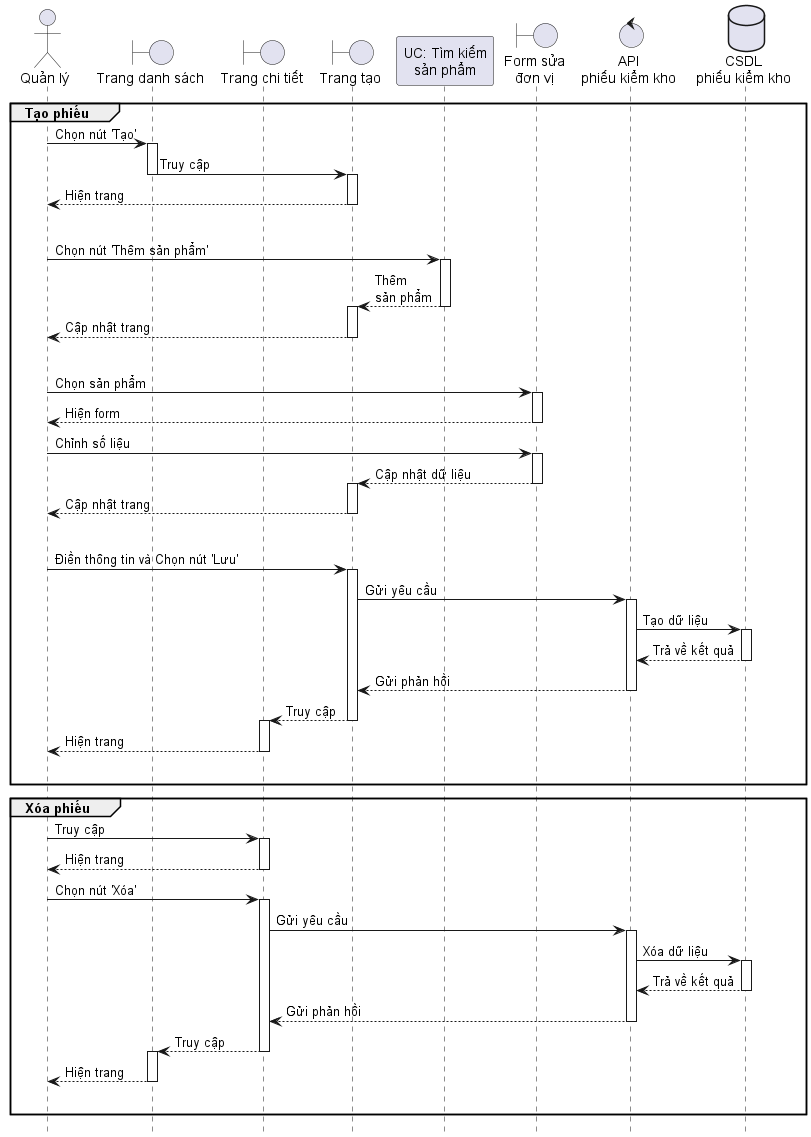 Quản lý
Trang danh sách
Trang chi tiết
Trang tạo
UC: Tìm kiếm
sản phẩm
Form sửa
đơn vị
API
phiếu kiểm kho
CSDL
phiếu kiểm kho
Tạo phiếu
Chọn nút 'Tạo'
Truy cập
Hiện trang
Chọn nút 'Thêm sản phẩm'
Thêm
sản phẩm
Cập nhật trang
Chọn sản phẩm
Hiện form
Chỉnh số liệu
Cập nhật dữ liệu
Cập nhật trang
Điền thông tin và Chọn nút 'Lưu'
Gửi yêu cầu
Tạo dữ liệu
Trả về kết quả
Gửi phản hồi
Truy cập
Hiện trang
Xóa phiếu
Truy cập
Hiện trang
Chọn nút 'Xóa'
Gửi yêu cầu
Xóa dữ liệu
Trả về kết quả
Gửi phản hồi
Truy cập
Hiện trang